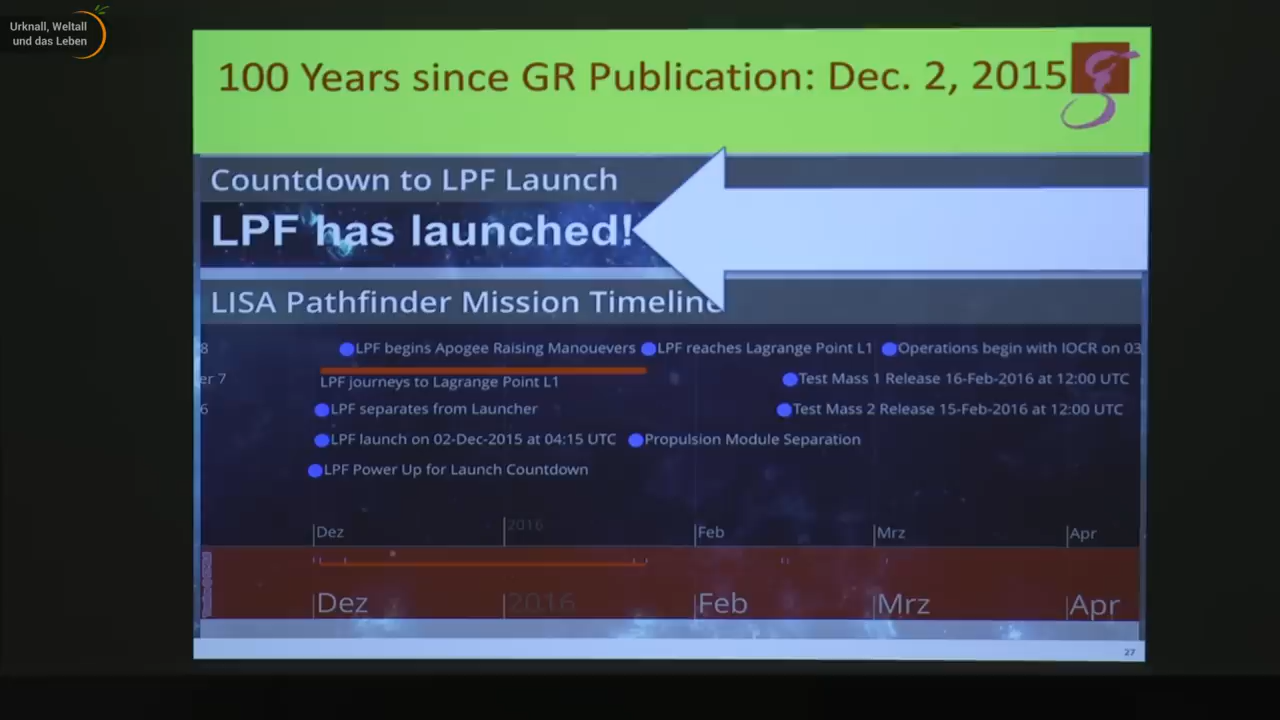 Urknall, Weltall
und das Leben
100 Years since GR Publication: Dec. 2, 2015
Countdown to LPF Launch
LPF has launched!
LISA Pathfinder Mission Timeline
8
LPF begins Apogee Raising Manouevers
LPF reaches Lagrange Point L1
Operations begin with IOCR on 03
er 7
LPF journeys to Lagrange Point L1
Test Mass 1 Release 16-Feb-2016 at 12:00 UTC
6
LPF separates from Launcher
Test Mass 2 Release 15-Feb-2016 at 12:00 UTC
LPF launch on 02-Dec-2015 at 04:15 UTC
Propulsion Module Separation
LPF Power Up for Launch Countdown
Dez
2016
Feb
Mrz
Apr
Dez
2016
Feb
Mrz
Apr
27